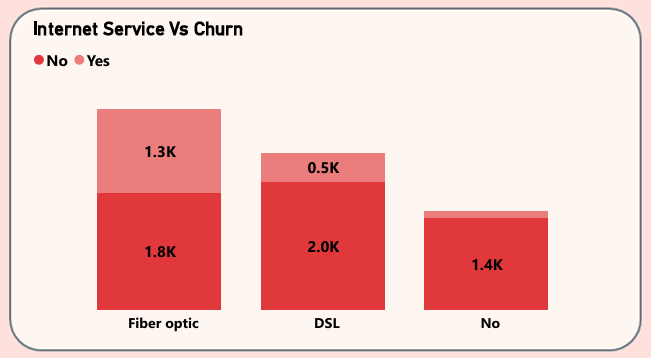 Internet Service Vs Churn
No Yes
1.3K
0.5K
1.8K
2.0K
1.4K
Fiber optic DSL No